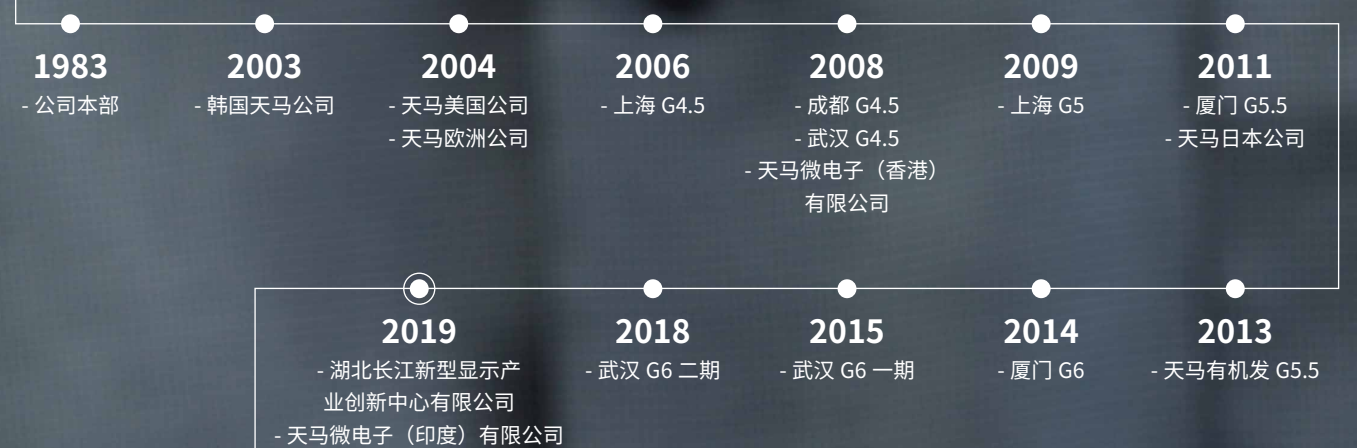 1983
- 公司本部
2003
- 韩国天马公司
2004
- 天马美国公司
- 天马欧洲公司
2006
- 上海 G4.5
2008
- 成都 G4.5
- 武汉 G4.5
- 天马微电子（香港）
有限公司
2009
- 上海 G5
2011
- 厦门 G5.5
- 天马日本公司
2013
- 天马有机发 G5.5
2014
- 厦门 G6
2015
- 武汉 G6 一期
2018
- 武汉 G6 二期
2019
- 湖北长江新型显示产
业创新中心有限公司
- 天马微电子（印度）有限公司